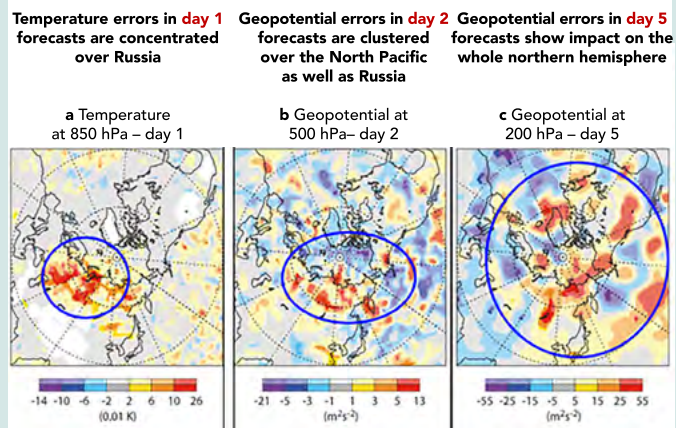 Temperature errors in day 1
forecasts are concentrated
over Russia
Geopotential errors in day 2
forecasts are clustered
over the North Pacific
as well as Russia
Geopotential errors in day 5
forecasts show impact on the
whole northern hemisphere
a Temperature
at 850 hPa – day 1
b Geopotential at
500 hPa– day 2
c Geopotential at
200 hPa – day 5
-14 -10 -6 -2 2 6 10 26
(0.01 K)
-21 -5 -3 -1 1 3 5 13
(m²s⁻²)
-55 -25 -15 -5 5 15 25 55
(m²s⁻²)